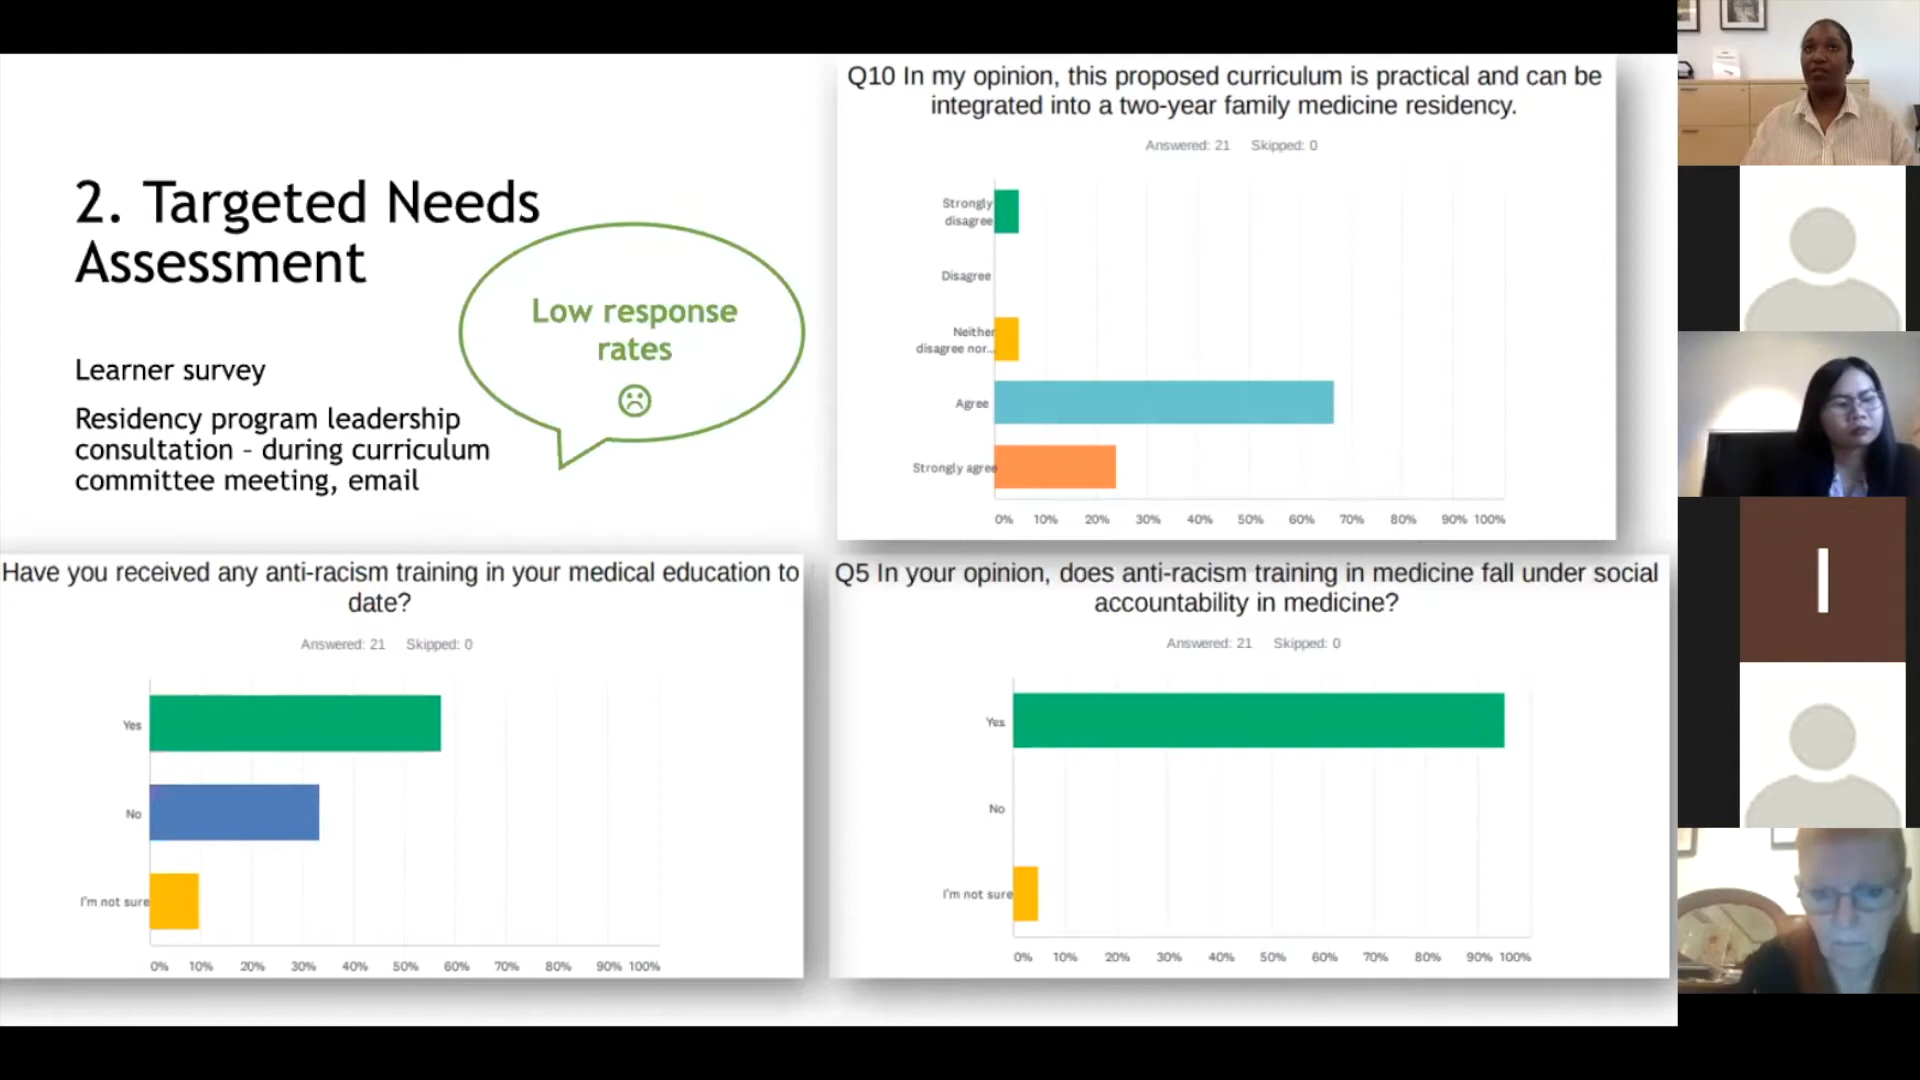 2. Targeted Needs
Assessment
Low response
rates
Learner survey
Residency program leadership
consultation – during curriculum
committee meeting, email
Q10 In my opinion, this proposed curriculum is practical and can be
integrated into a two-year family medicine residency.
Answered: 21 Skipped: 0
Strongly
disagree
Disagree
Neither
disagree nor...
Agree
Strongly agree
0% 10% 20% 30% 40% 50% 60% 70% 80% 90% 100%
Have you received any anti-racism training in your medical education to
date?
Answered: 21 Skipped: 0
Yes
No
I'm not sure
0% 10% 20% 30% 40% 50% 60% 70% 80% 90% 100%
Q5 In your opinion, does anti-racism training in medicine fall under social
accountability in medicine?
Answered: 21 Skipped: 0
Yes
No
I'm not sure
0% 10% 20% 30% 40% 50% 60% 70% 80% 90% 100%
I